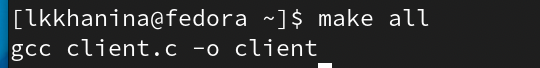 [lkkhanina@fedora ~]$ make all
gcc client.c -o client